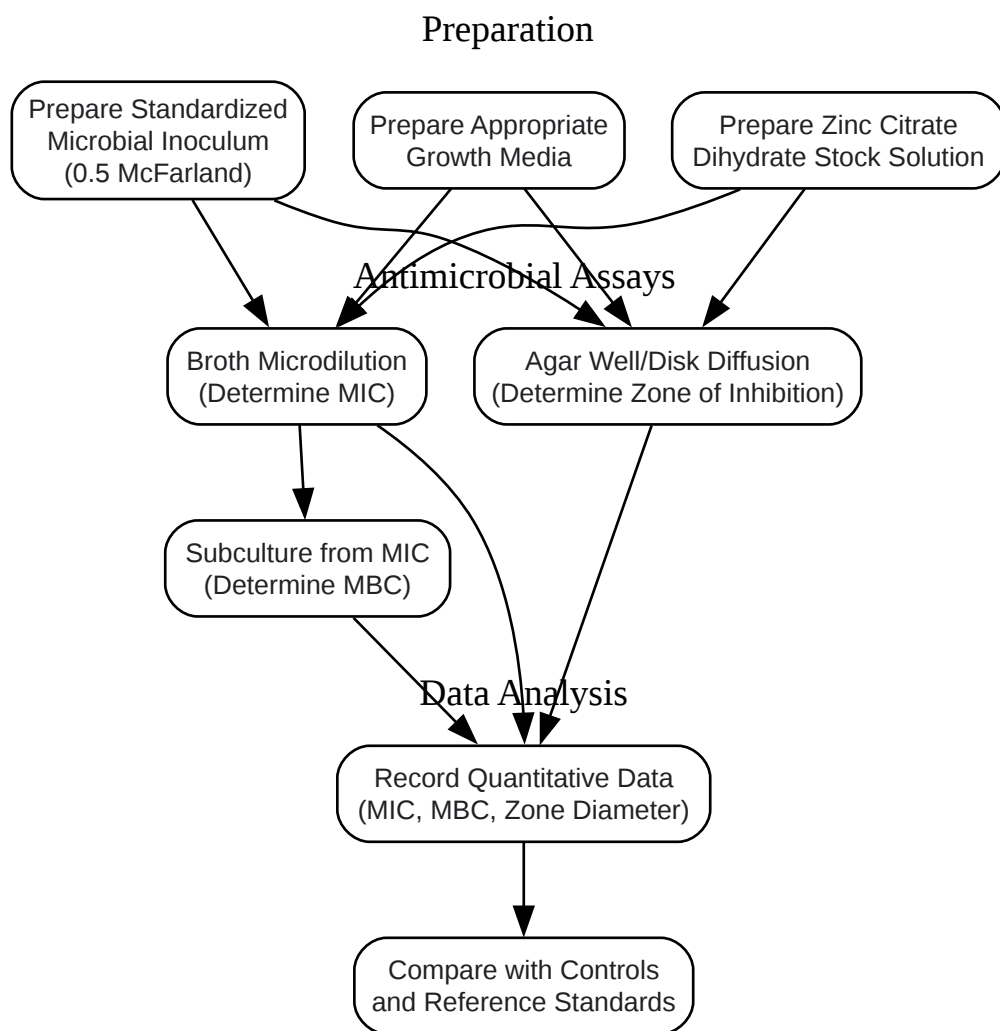 Preparation
Prepare Standardized
Microbial Inoculum
(0.5 McFarland)
Prepare Appropriate
Growth Media
Prepare Zinc Citrate
Dihydrate Stock Solution
Antimicrobial Assays
Broth Microdilution
(Determine MIC)
Agar Well/Disk Diffusion
(Determine Zone of Inhibition)
Subculture from MIC
(Determine MBC)
Data Analysis
Record Quantitative Data
(MIC, MBC, Zone Diameter)
Compare with Controls
and Reference Standards